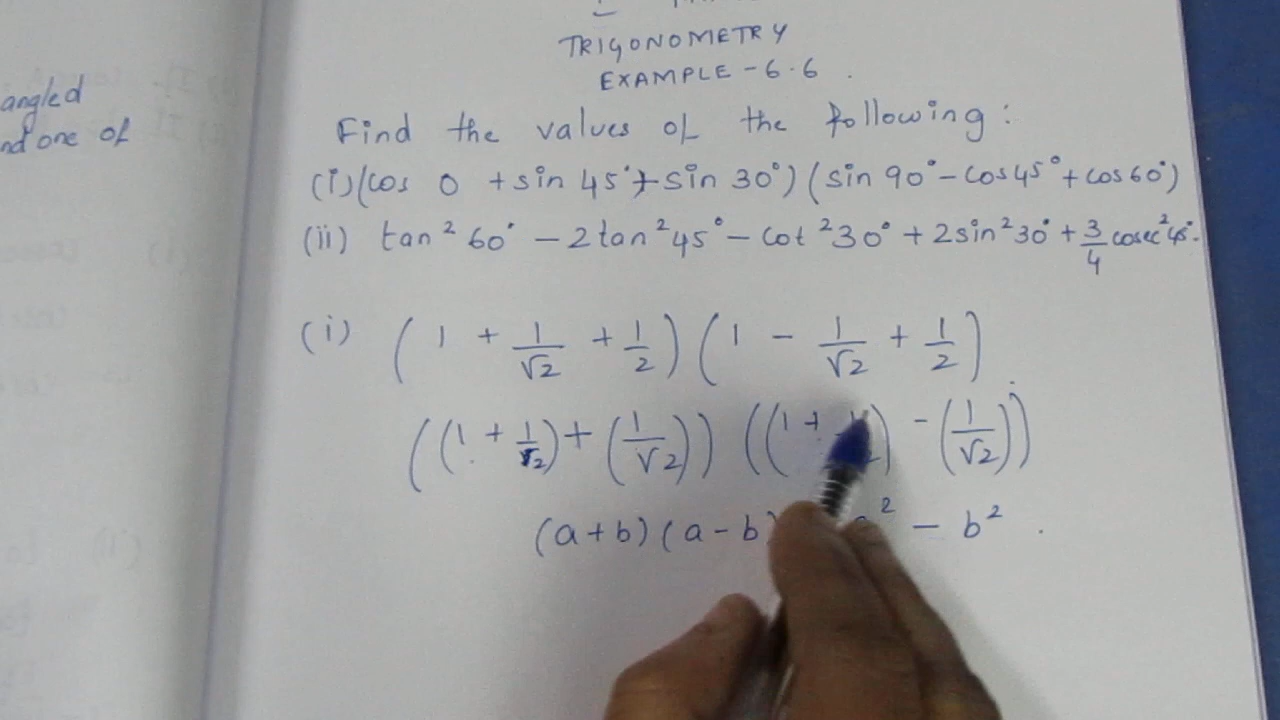 angled
nd one of
TRIGONOMETRY
EXAMPLE - 6.6.
Find the values of the following:
(i) (cos 0 + sin 45° + sin 30°) (sin 90° - cos 45° + cos 60°)
(ii) tan² 60° - 2 tan² 45° - cot² 30° + 2 sin² 30° + 3/4 cosec² 45°.
(i) (1 + 1/√2 + 1/2) (1 - 1/√2 + 1/2)
((1 + 1/2) + (1/√2)) ((1 + ) - (1/√2))
(a + b) (a - b) a² - b².